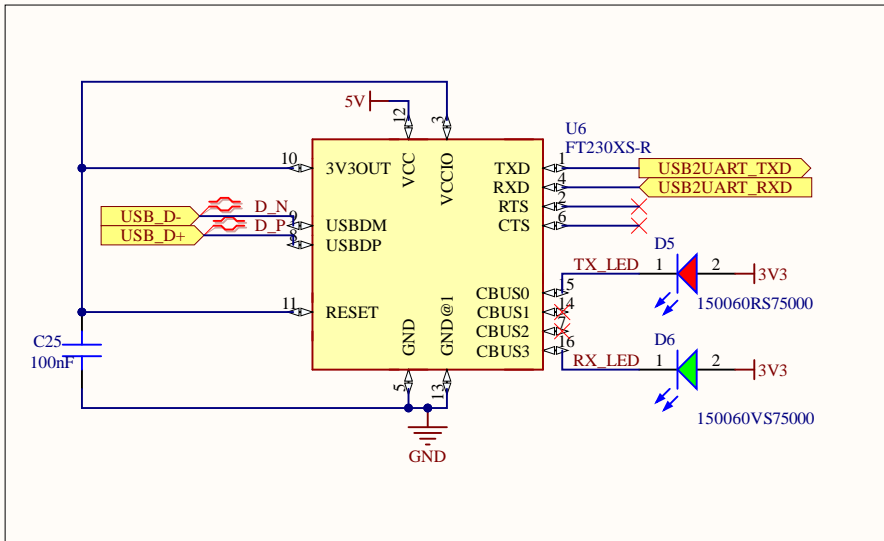 5V
12
3
U6
FT230XS-R
10
3V3OUT
VCC
VCCIO
TXD
1
USB2UART_TXD
RXD
4
USB2UART_RXD
RTS
2
CTS
6
USB_D-
D_N
9
USBDM
USB_D+
D_P
8
USBDP
D5
TX_LED
1
2
3V3
CBUS0
15
150060RS75000
11
RESET
CBUS1
14
CBUS2
7
CBUS3
16
GND
GND@1
C25
100nF
D6
RX_LED
1
2
3V3
150060VS75000
5
13
GND